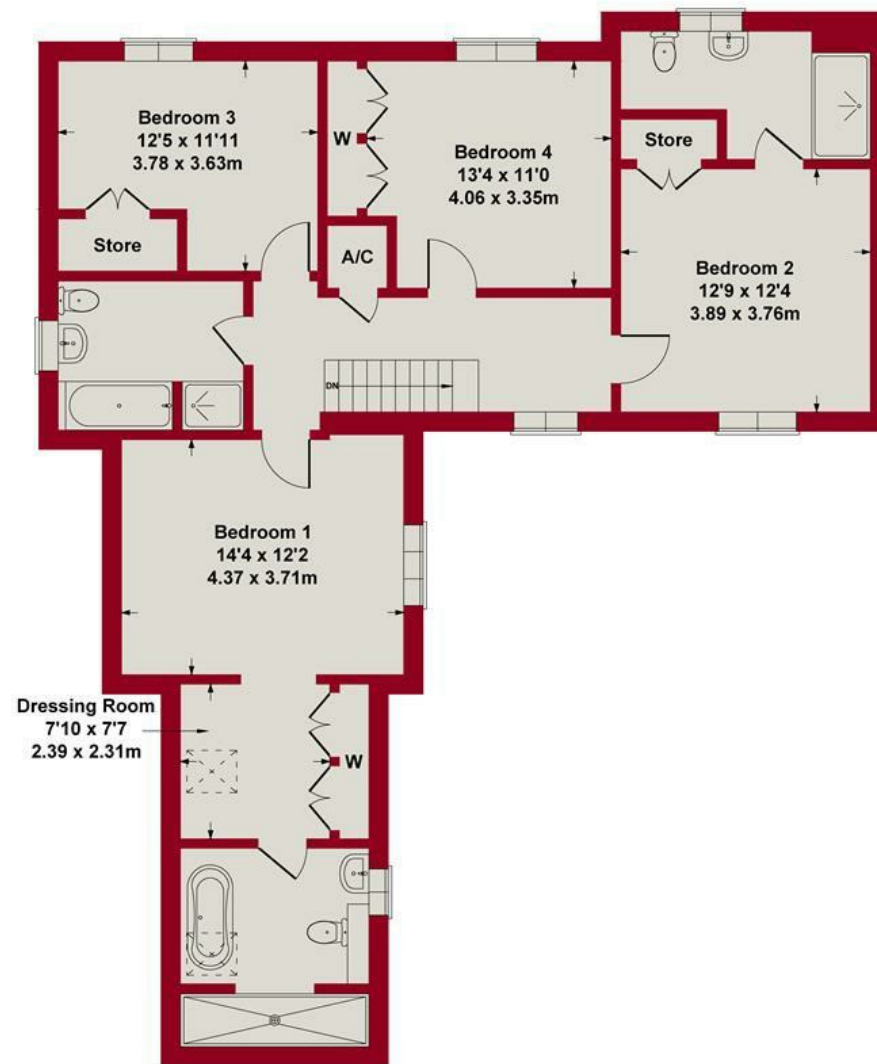 Bedroom 3
12'5 x 11'11
3.78 x 3.63m
W
Bedroom 4
13'4 x 11'0
4.06 x 3.35m
Store
Store
A/C
Bedroom 2
12'9 x 12'4
3.89 x 3.76m
DN
Bedroom 1
14'4 x 12'2
4.37 x 3.71m
Dressing Room
7'10 x 7'7
2.39 x 2.31m
W